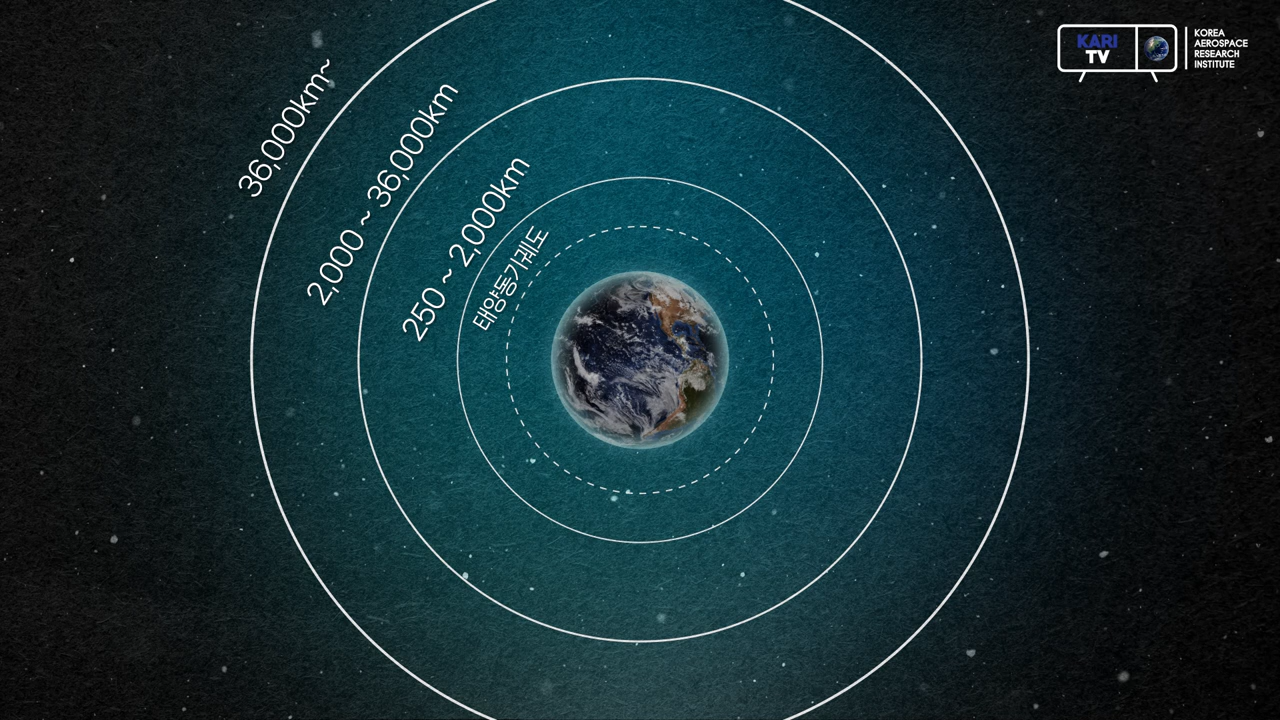 36,000km~
2,000 ~ 36,000km
250 ~ 2,000km
태양동기궤도
KARI
TV
KOREA
AEROSPACE
RESEARCH
INSTITUTE